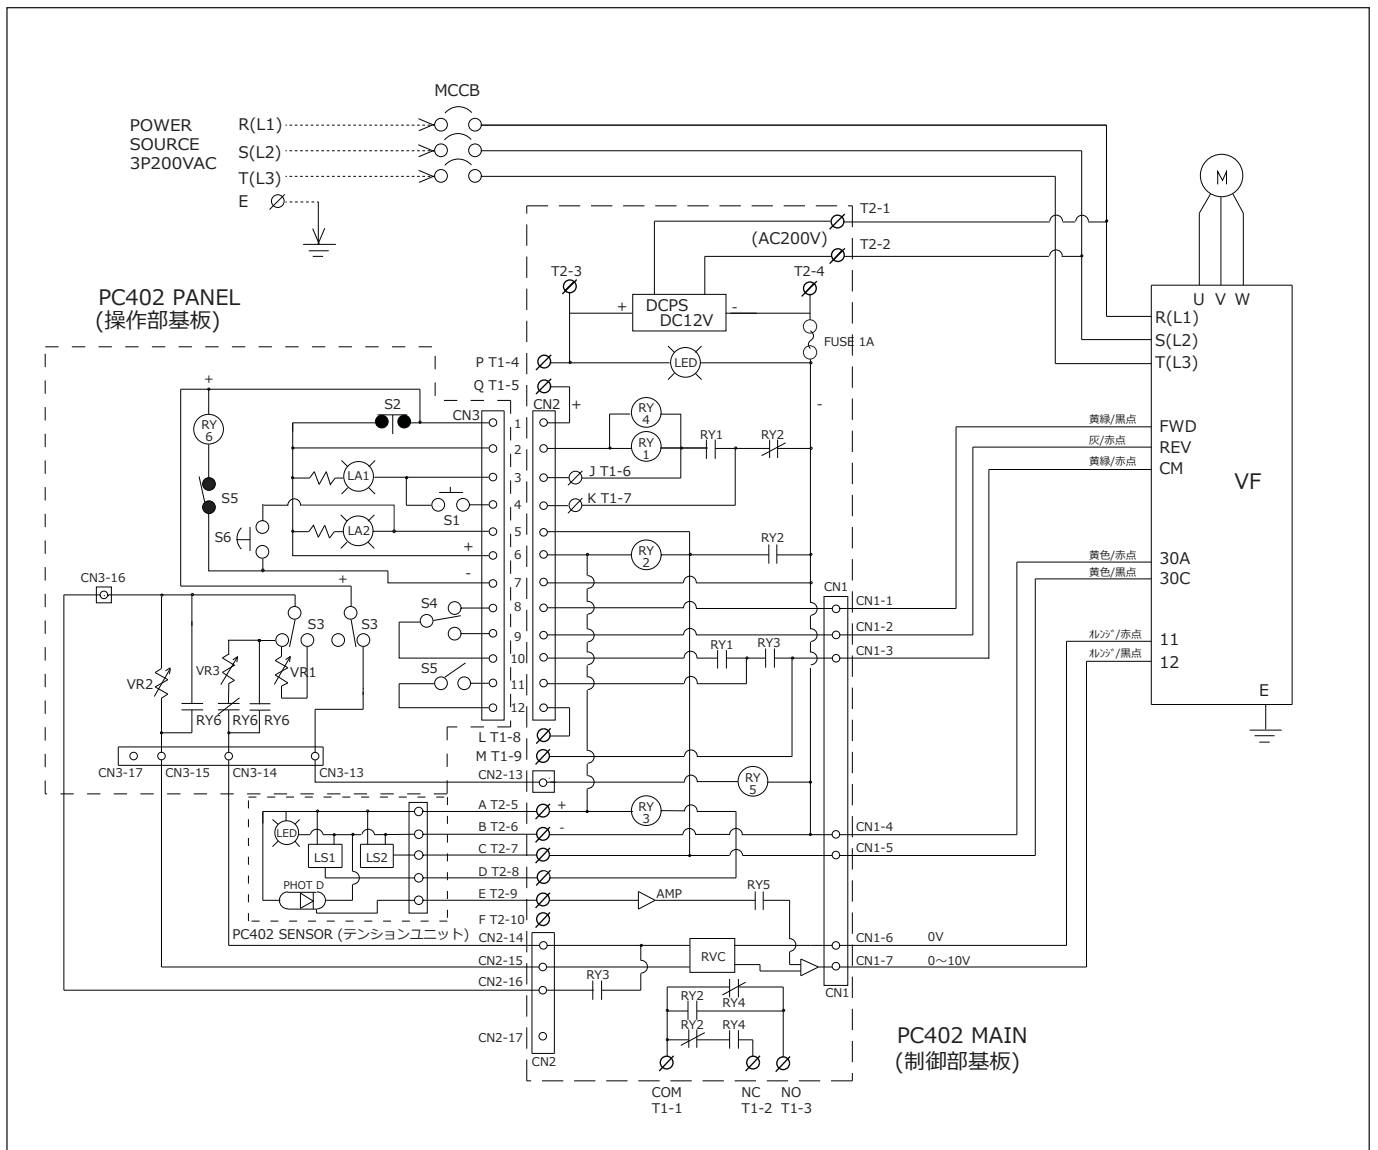 MCCB
POWER
SOURCE
3P200VAC
R(L1)
S(L2)
T(L3)
E
T2-1
(AC200V)
T2-2
T2-3
T2-4
+ DCPS -
DC12V
FUSE 1A
M
U V W
R(L1)
S(L2)
T(L3)
PC402 PANEL
(操作部基板)
P T1-4
LED
Q T1-5
+
-
CN3
CN2
+
RY
6
S2
S5
S6
LA1
LA2
S1
+
-
1
2
3
4
5
6
7
8
9
10
11
12
RY
4
RY
1
RY1
RY2
J T1-6
K T1-7
RY
2
RY2
黄緑/黒点
FWD
灰/赤点
REV
黄緑/赤点
CM
VF
黄色/赤点
30A
黄色/黒点
30C
オレンジ/赤点
11
オレンジ/黒点
12
E
CN3-16
+
S3
S3
S4
S5
VR2
VR3
VR1
RY6
RY6
RY6
CN3-17
CN3-15
CN3-14
CN3-13
CN1
CN1-1
CN1-2
CN1-3
RY1
RY3
L T1-8
M T1-9
CN2-13
RY
5
A T2-5
+
RY
3
B T2-6
-
C T2-7
D T2-8
E T2-9
F T2-10
LED
LS1
LS2
PHOT D
PC402 SENSOR (テンションユニット)
AMP
RY5
CN1-4
CN1-5
CN2-14
CN2-15
CN2-16
CN2-17
CN2
RVC
RY3
CN1-6
0V
CN1-7
0〜10V
CN1
RY2
RY4
RY2
RY4
COM
T1-1
NC
T1-2
NO
T1-3
PC402 MAIN
(制御部基板)